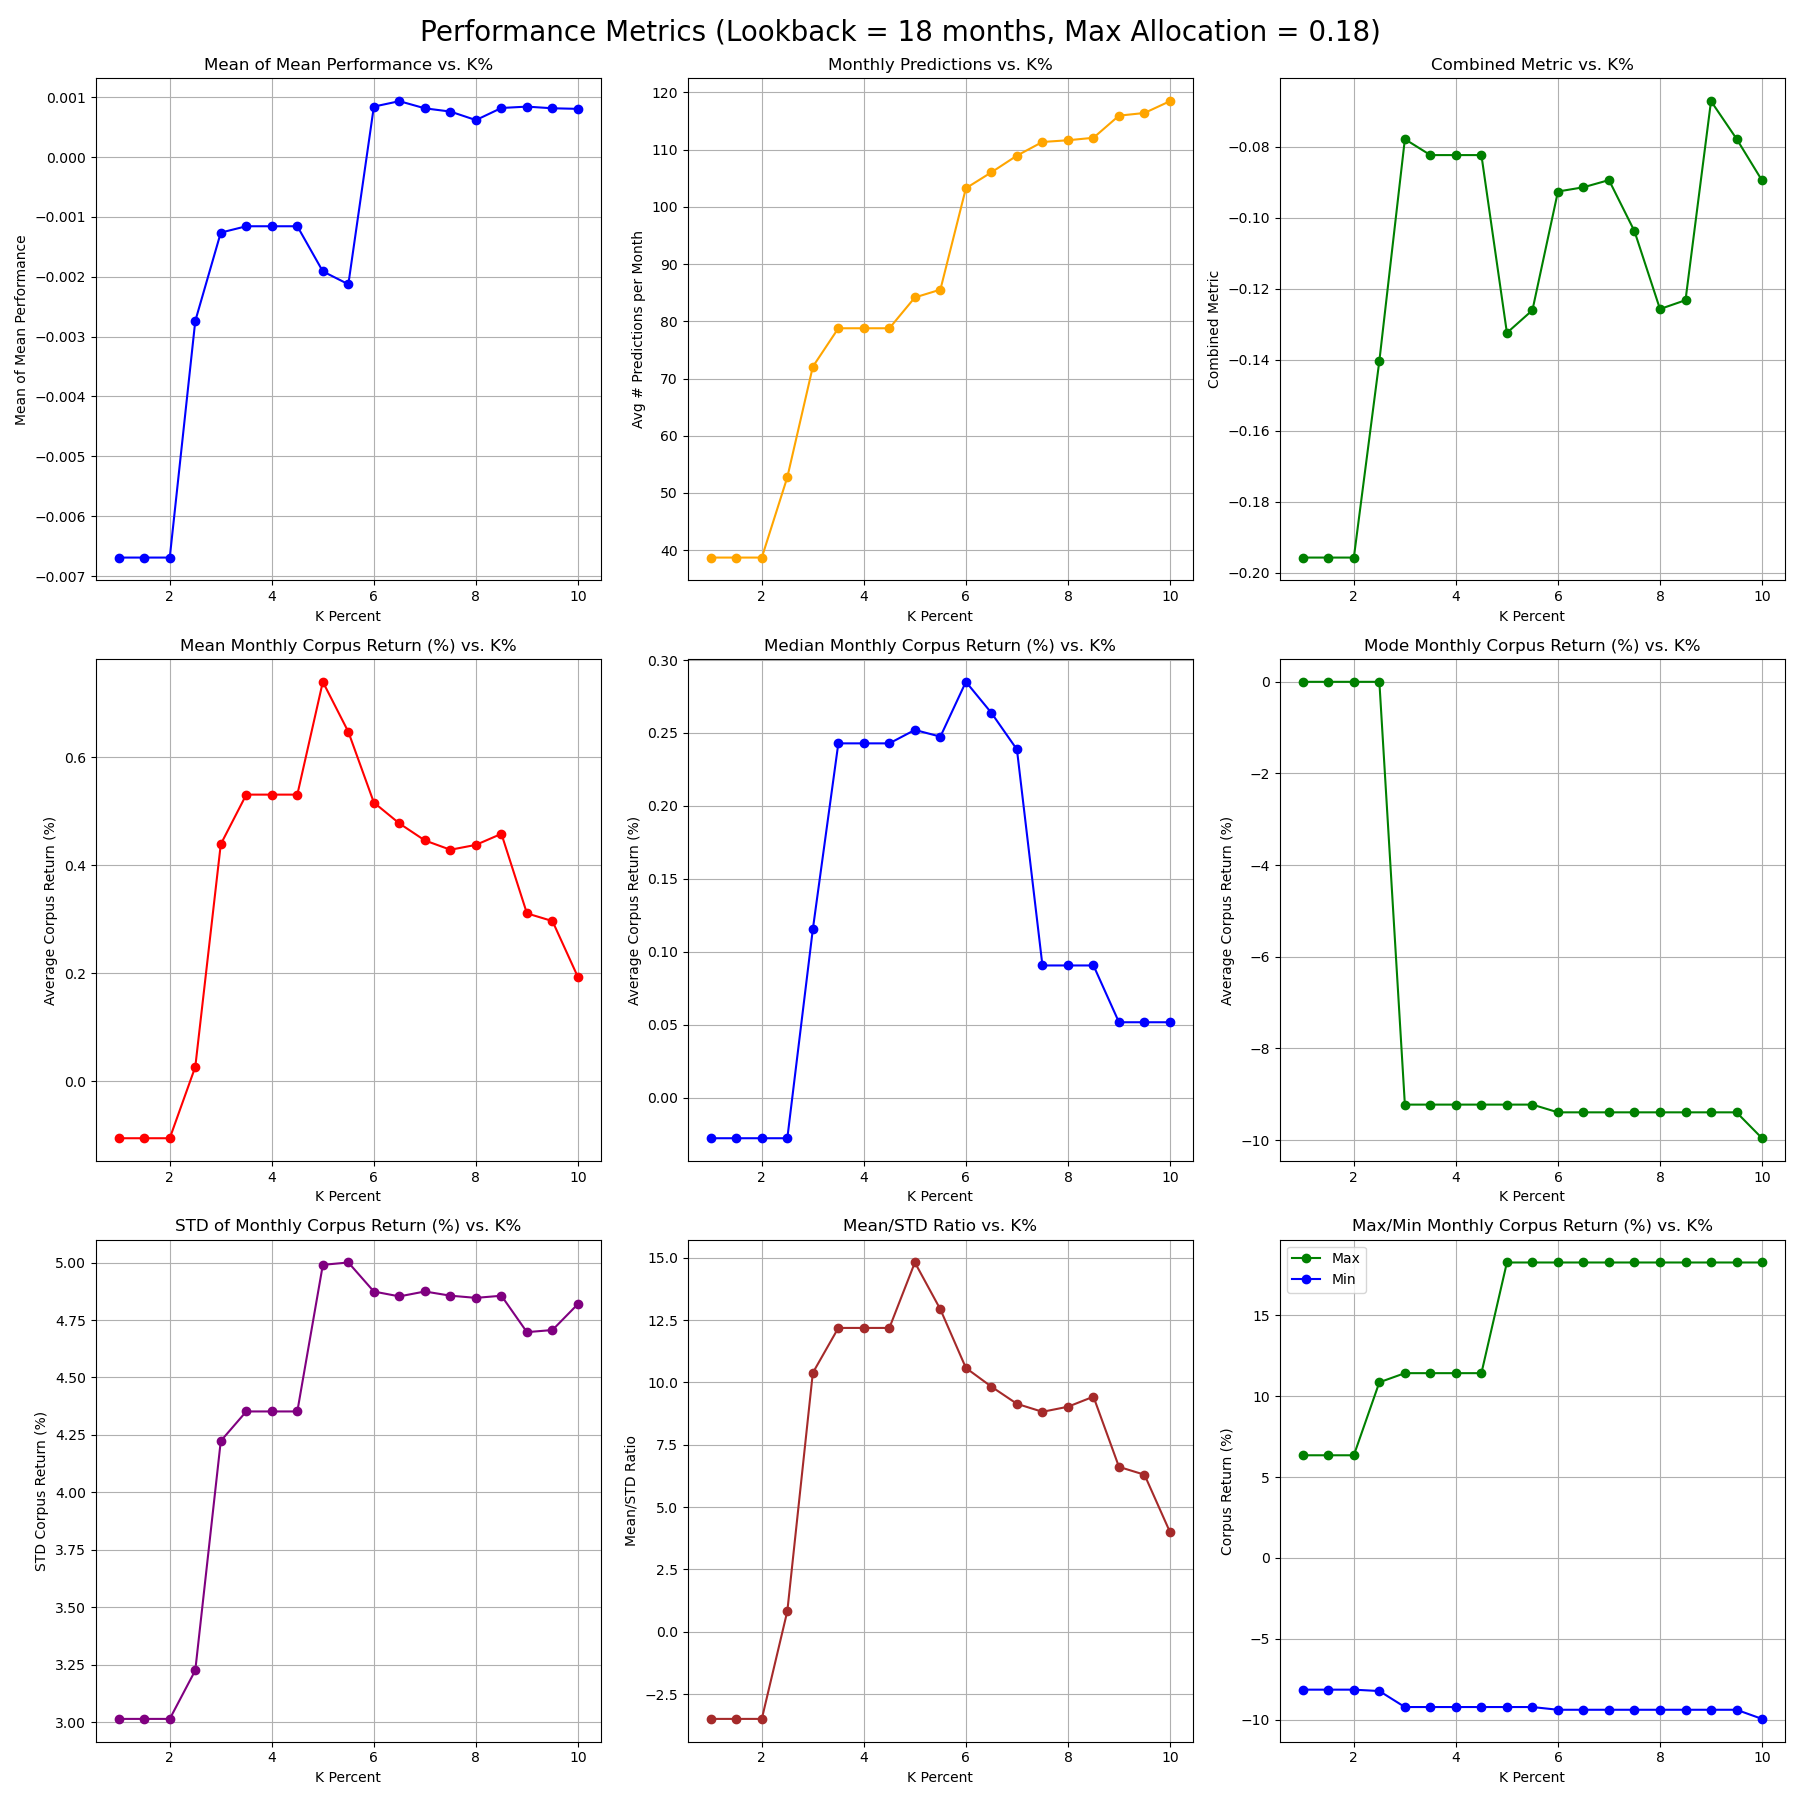 Performance Metrics (Lookback = 18 months, Max Allocation = 0.18)
Mean of Mean Performance vs. K%
Mean of Mean Performance
0.001
0.000
−0.001
−0.002
−0.003
−0.004
−0.005
−0.006
−0.007
2 4 6 8 10
K Percent
Monthly Predictions vs. K%
Avg # Predictions per Month
120
110
100
90
80
70
60
50
40
2 4 6 8 10
K Percent
Combined Metric vs. K%
Combined Metric
−0.08
−0.10
−0.12
−0.14
−0.16
−0.18
−0.20
2 4 6 8 10
K Percent
Mean Monthly Corpus Return (%) vs. K%
Average Corpus Return (%)
0.6
0.4
0.2
0.0
2 4 6 8 10
K Percent
Median Monthly Corpus Return (%) vs. K%
Average Corpus Return (%)
0.30
0.25
0.20
0.15
0.10
0.05
0.00
2 4 6 8 10
K Percent
Mode Monthly Corpus Return (%) vs. K%
Average Corpus Return (%)
0
−2
−4
−6
−8
−10
2 4 6 8 10
K Percent
STD of Monthly Corpus Return (%) vs. K%
STD Corpus Return (%)
5.00
4.75
4.50
4.25
4.00
3.75
3.50
3.25
3.00
2 4 6 8 10
K Percent
Mean/STD Ratio vs. K%
Mean/STD Ratio
15.0
12.5
10.0
7.5
5.0
2.5
0.0
−2.5
2 4 6 8 10
K Percent
Max/Min Monthly Corpus Return (%) vs. K%
Max
Min
Corpus Return (%)
15
10
5
0
−5
−10
2 4 6 8 10
K Percent